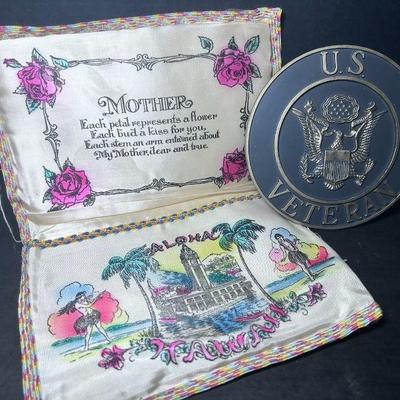 MOTHER
Each petal represents a flower
Each bud a kiss for you,
Each stem an arm entwined about
My Mother, dear and true.
U.S.
VETERAN
ALOHA
HAWAII